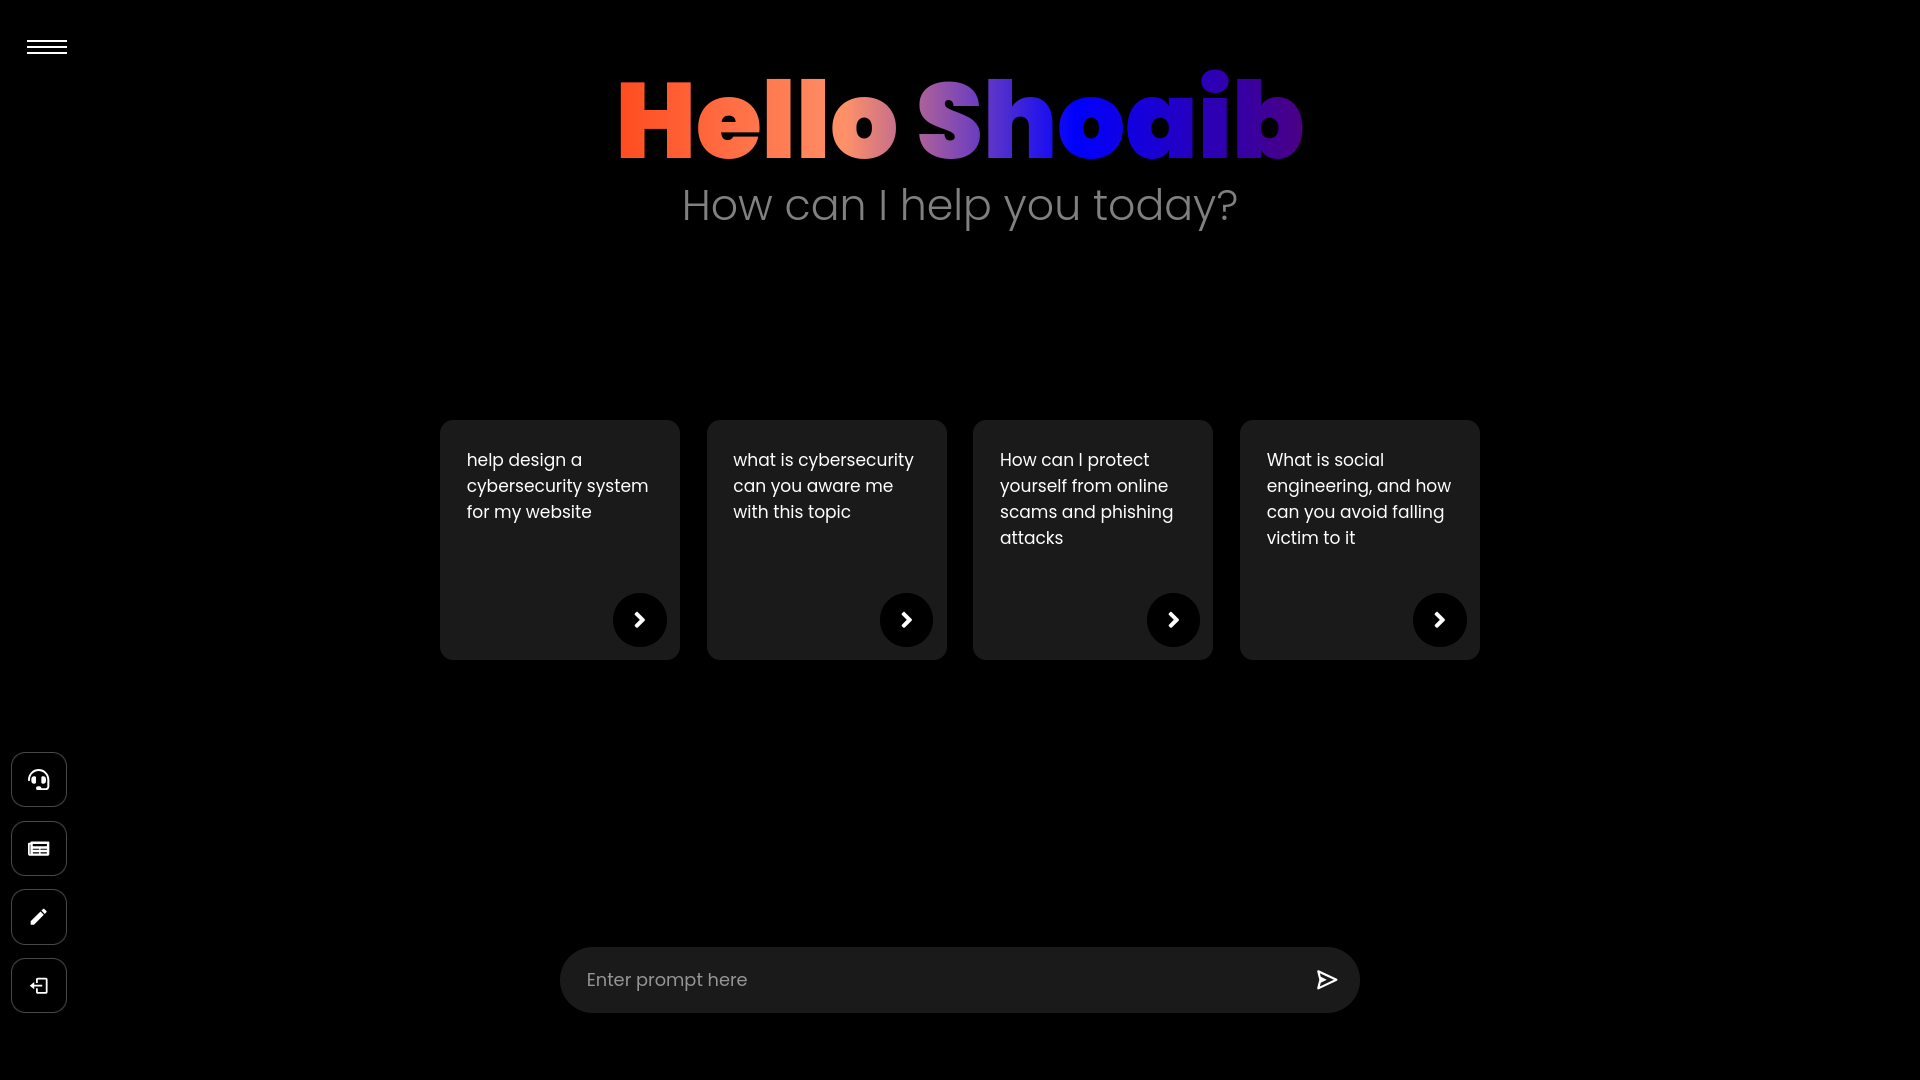 Hello Shoaib
How can I help you today?
help design a
cybersecurity system
for my website
what is cybersecurity
can you aware me
with this topic
How can I protect
yourself from online
scams and phishing
attacks
What is social
engineering, and how
can you avoid falling
victim to it
Enter prompt here